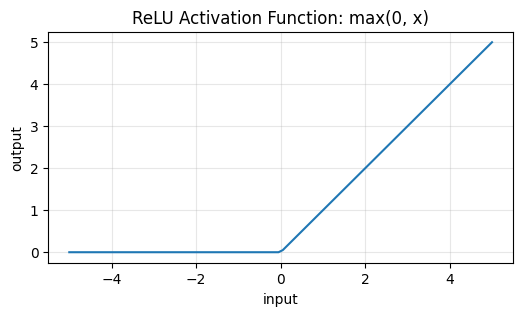 ReLU Activation Function: max(0, x)
5
4
3
2
1
0
output
−4 −2 0 2 4
input